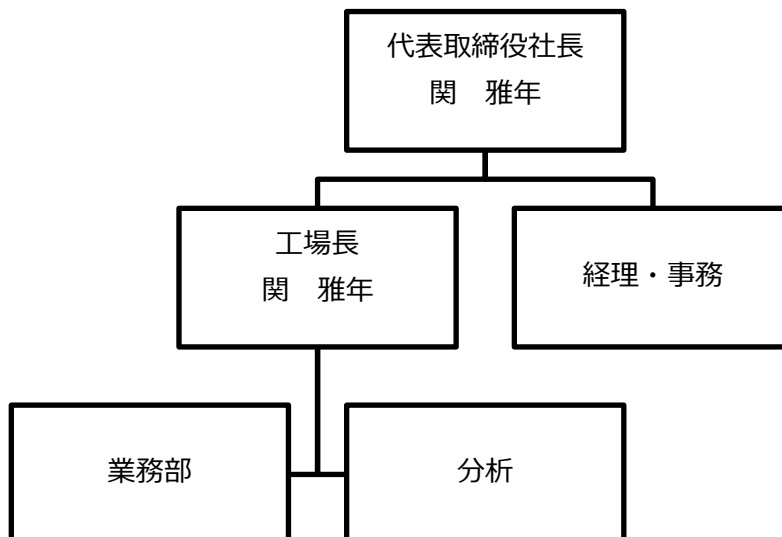 代表取締役社長
関　雅年
工場長
関　雅年
経理・事務
業務部
分析